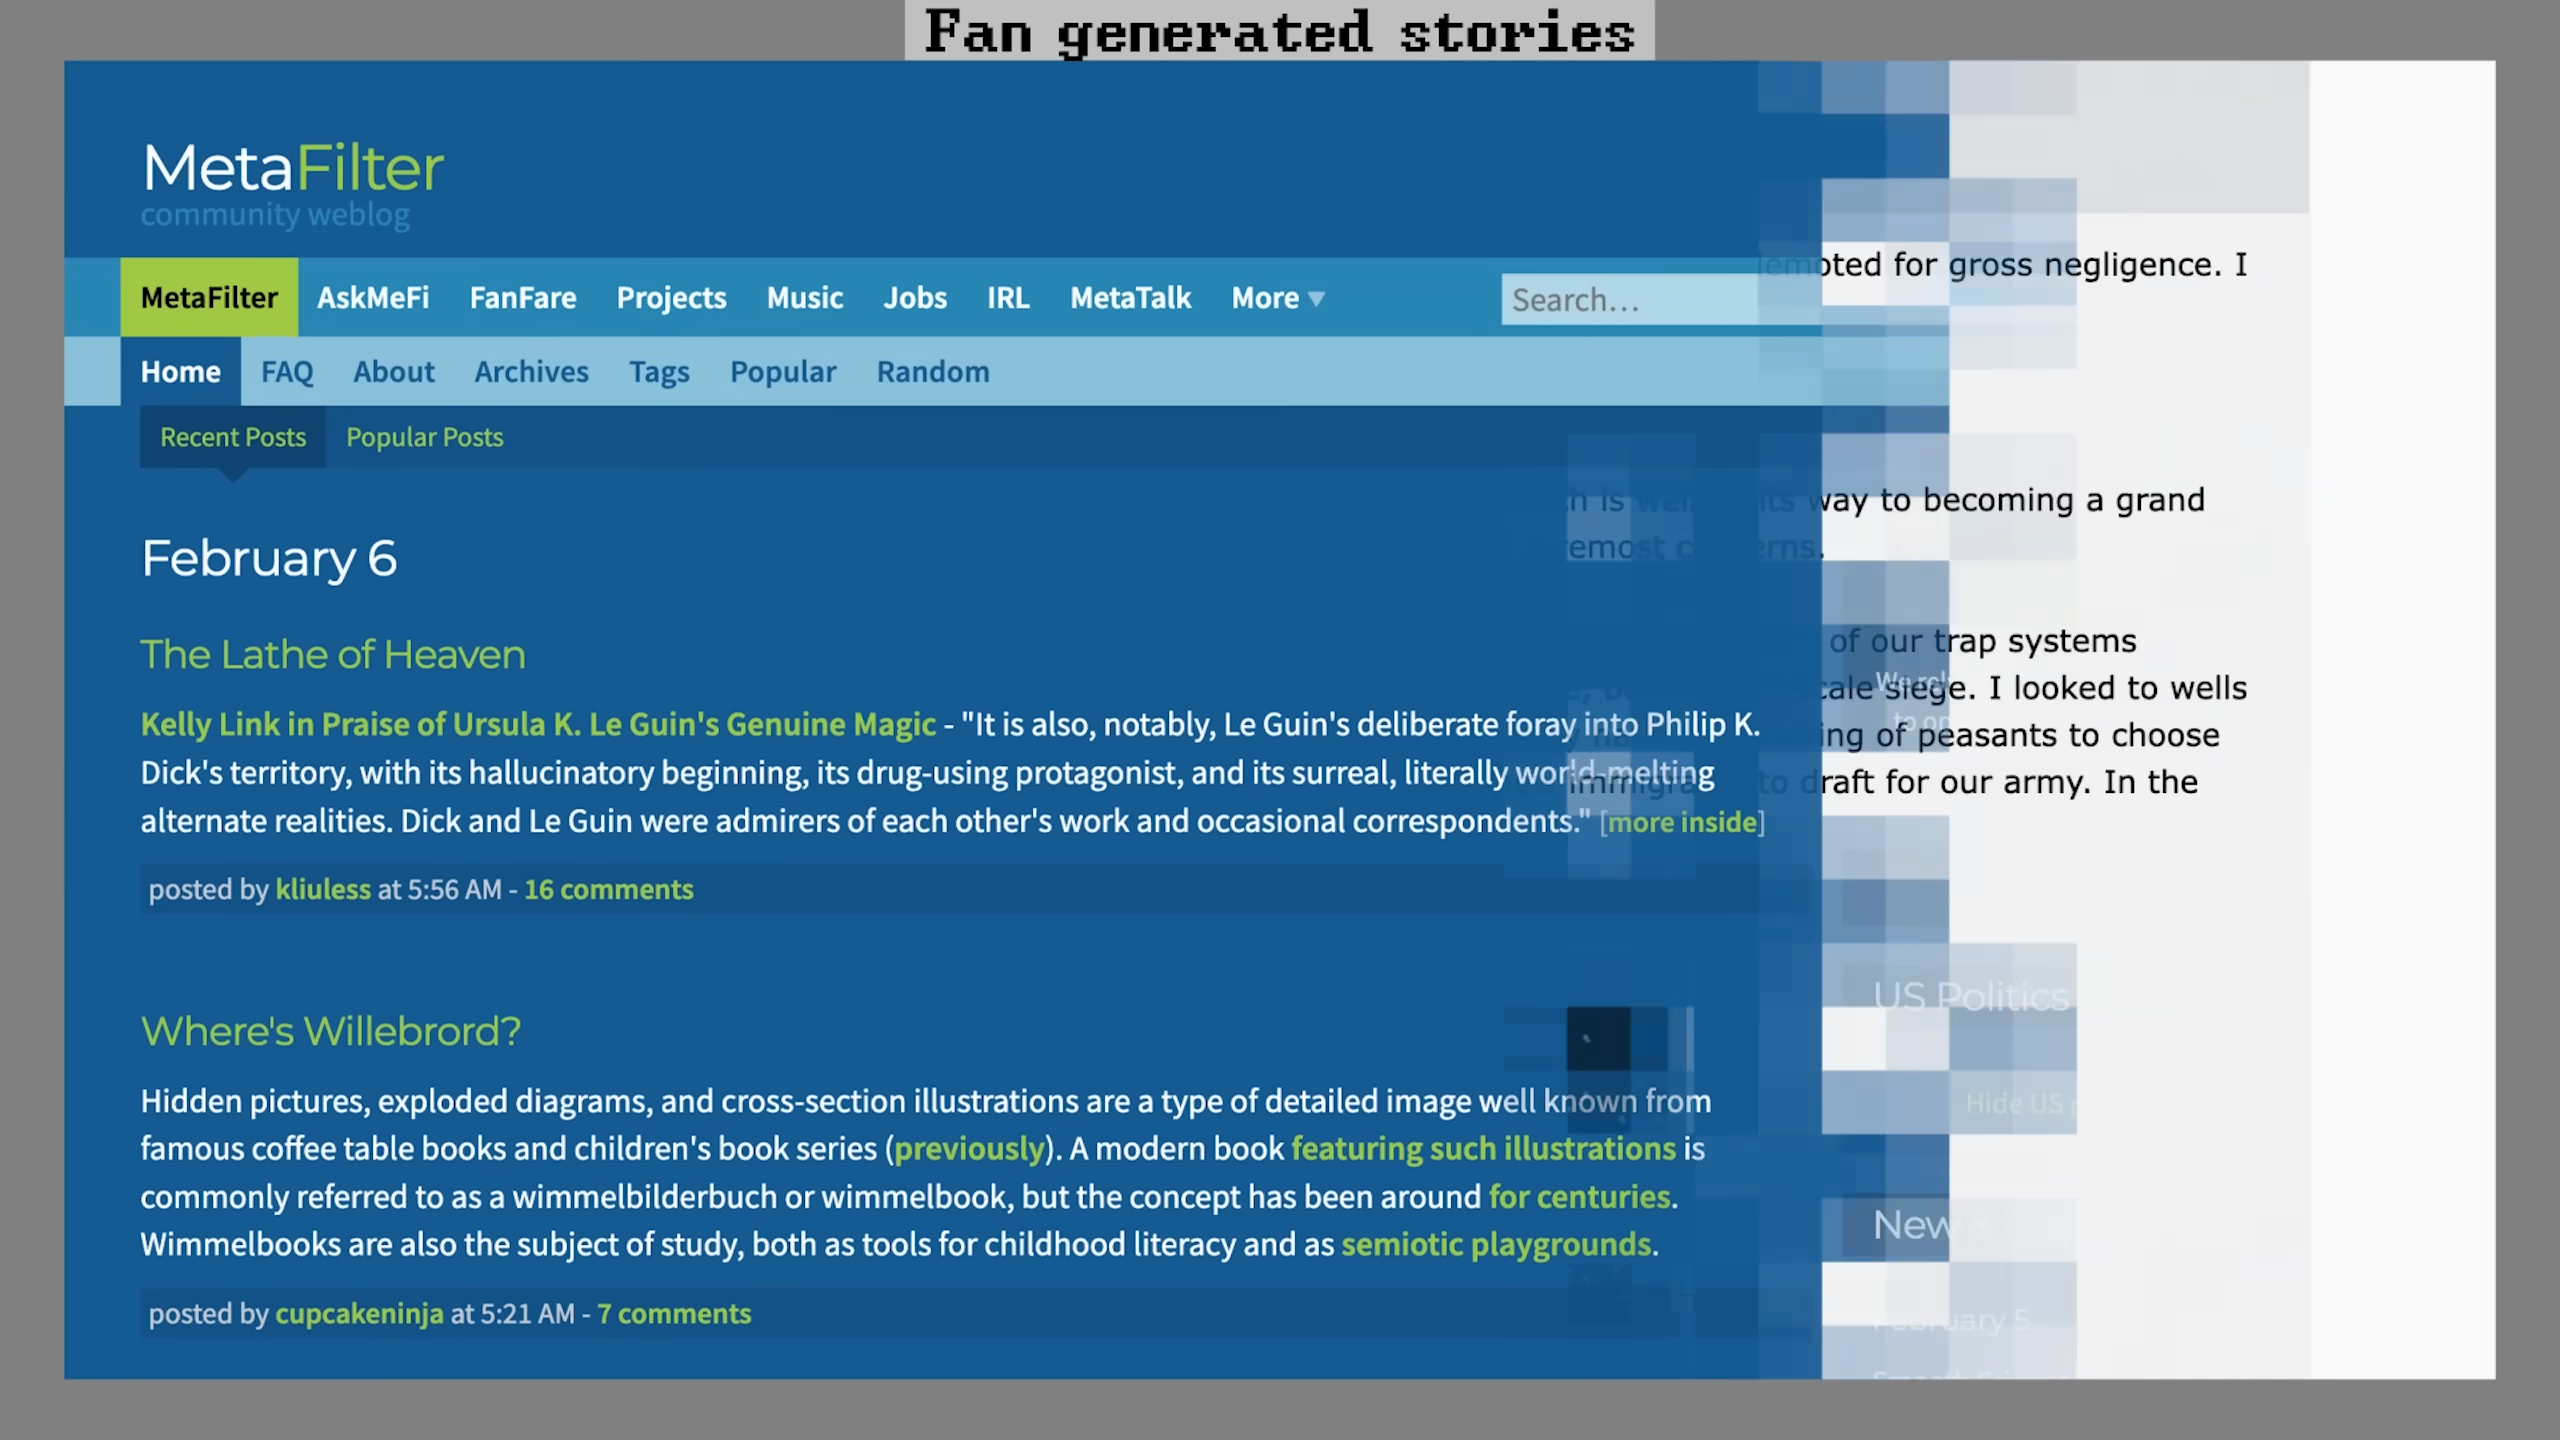 Fan generated stories
MetaFilter
community weblog
MetaFilter AskMeFi FanFare Projects Music Jobs IRL MetaTalk More Search...
Home FAQ About Archives Tags Popular Random
Recent Posts Popular Posts
February 6
The Lathe of Heaven
Kelly Link in Praise of Ursula K. Le Guin's Genuine Magic - "It is also, notably, Le Guin's deliberate foray into Philip K.
Dick's territory, with its hallucinatory beginning, its drug-using protagonist, and its surreal, literally world-melting
alternate realities. Dick and Le Guin were admirers of each other's work and occasional correspondents." [more inside]
posted by kliuless at 5:56 AM - 16 comments
Where's Willebrord?
Hidden pictures, exploded diagrams, and cross-section illustrations are a type of detailed image well known from
famous coffee table books and children's book series (previously). A modern book featuring such illustrations is
commonly referred to as a wimmelbilderbuch or wimmelbook, but the concept has been around for centuries.
Wimmelbooks are also the subject of study, both as tools for childhood literacy and as semiotic playgrounds.
posted by cupcakeninja at 5:21 AM - 7 comments
for gross negligence. I
way to becoming a grand
of our trap systems
siege. I looked to wells
of peasants to choose
to draft for our army. In the
US Politics
Hide US
New
February 5